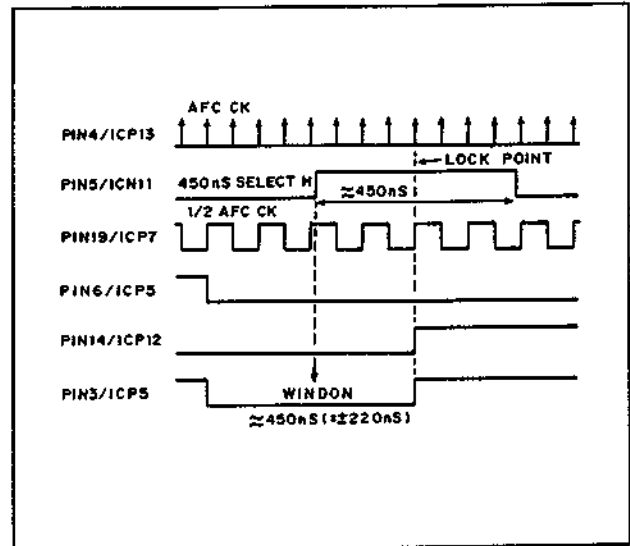 AFC CK
PIN4/ICP13
LOCK POINT
PIN5/ICN11
450nS SELECT H
≈450nS
1/2 AFC CK
PIN19/ICP7
PIN6/ICP5
PIN14/ICP12
PIN3/ICP5
WINDON
≈450nS(=±220nS)